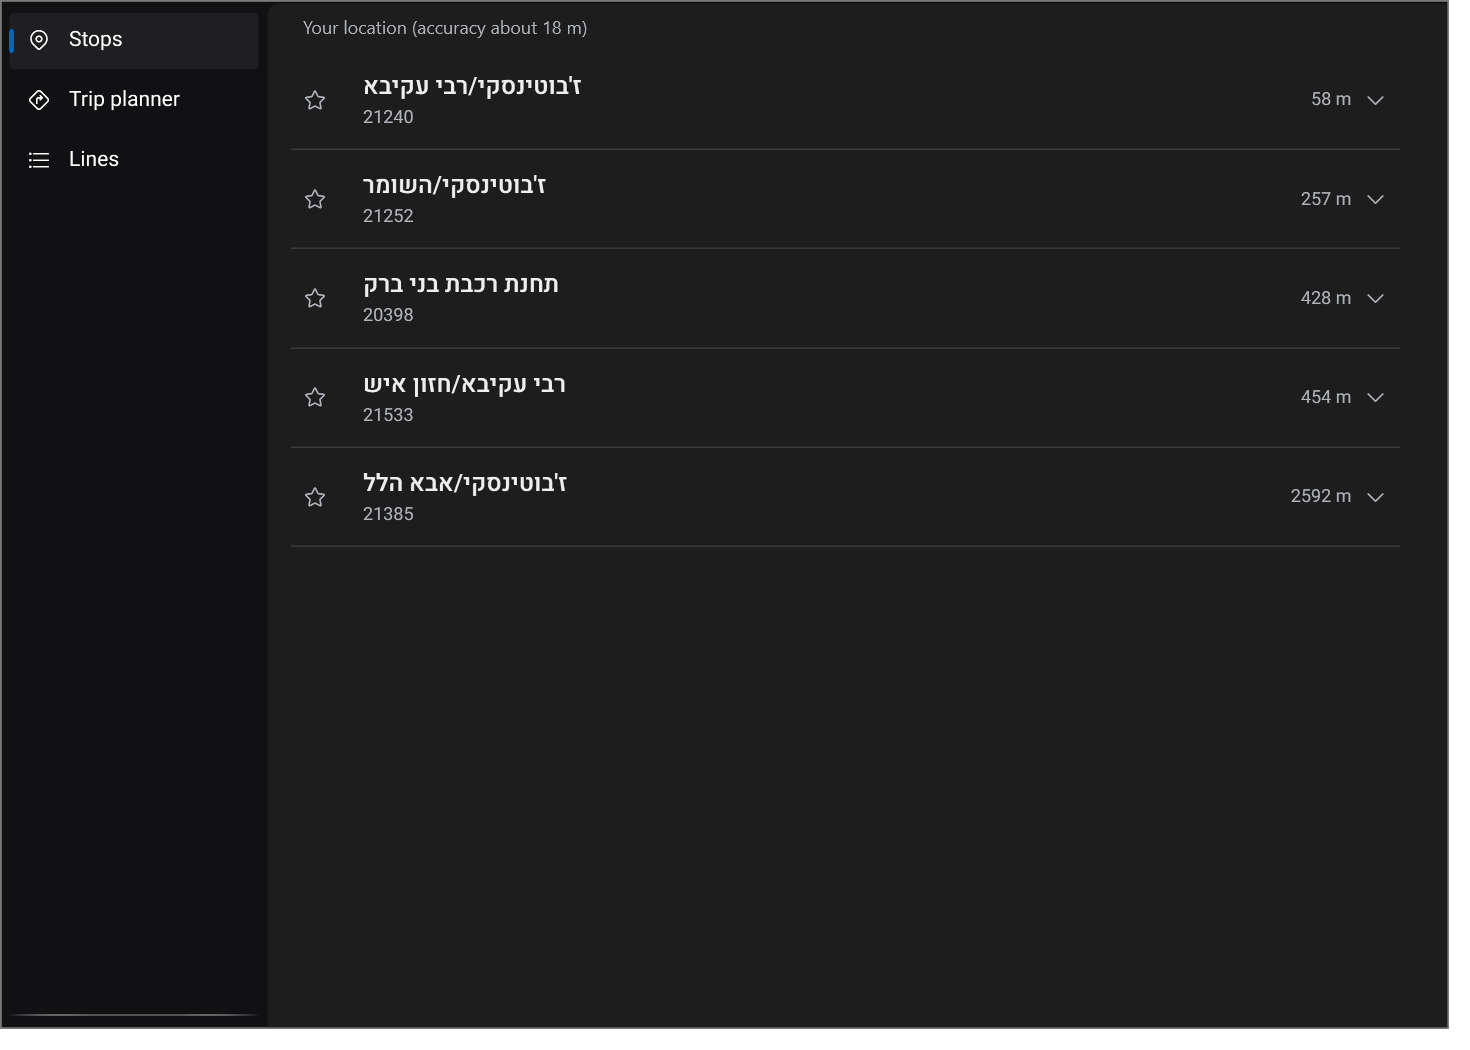 Stops
Trip planner
Lines
Your location (accuracy about 18 m)
ז'בוטינסקי/רבי עקיבא
21240
58 m
ז'בוטינסקי/השומר
21252
257 m
תחנת רכבת בני ברק
20398
428 m
רבי עקיבא/חזון איש
21533
454 m
ז'בוטינסקי/אבא הלל
21385
2592 m